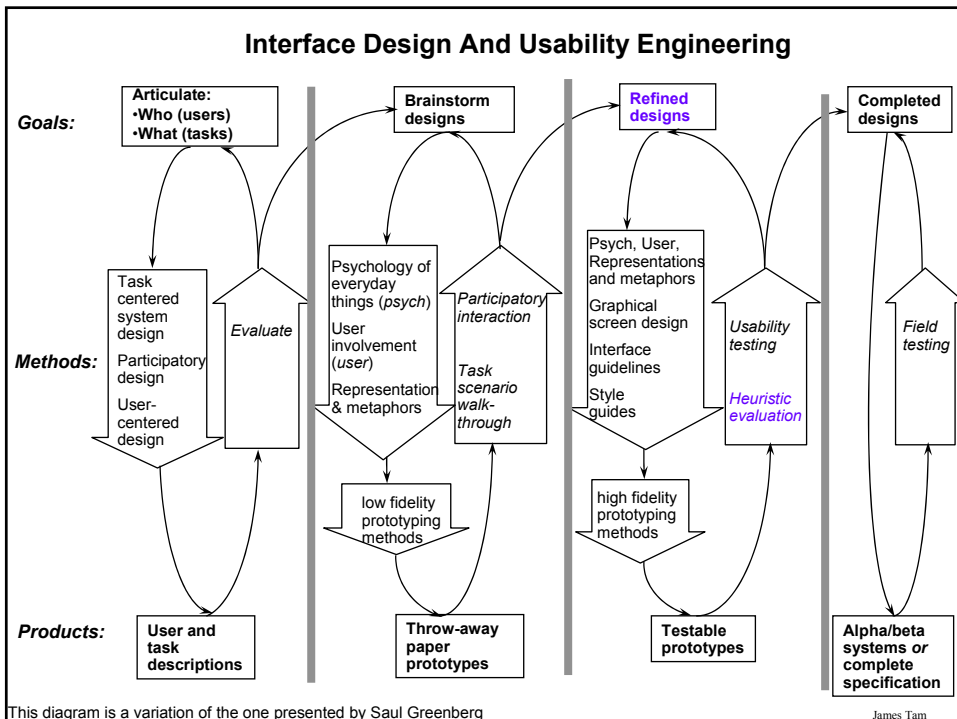 Interface Design And Usability Engineering
Goals:
Articulate:
•Who (users)
•What (tasks)
Brainstorm
designs
Refined
designs
Completed
designs
Methods:
Task
centered
system
design
Participatory
design
User-
centered
design
Evaluate
Psychology of
everyday
things (psych)
User
involvement
(user)
Representation
& metaphors
low fidelity
prototyping
methods
Participatory
interaction
Task
scenario
walk-
through
Psych, User,
Representations
and metaphors
Graphical
screen design
Interface
guidelines
Style
guides
high fidelity
prototyping
methods
Usability
testing
Heuristic
evaluation
Field
testing
Products:
User and
task
descriptions
Throw-away
paper
prototypes
Testable
prototypes
Alpha/beta
systems or
complete
specification
This diagram is a variation of the one presented by Saul Greenberg
James Tam